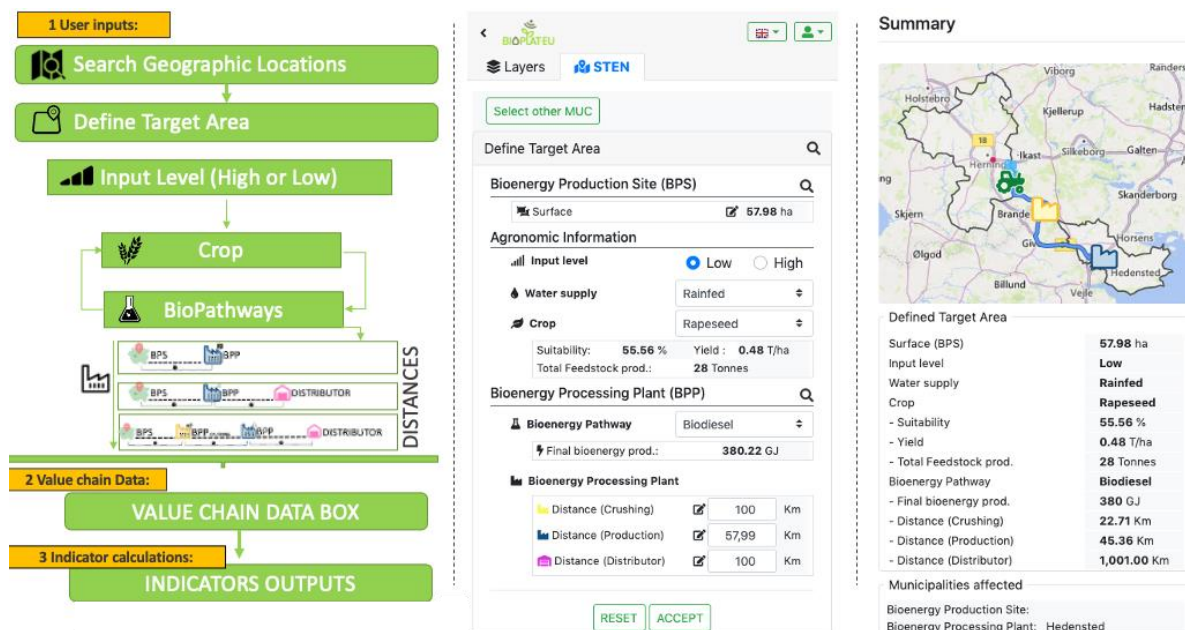 1 User inputs:
Search Geographic Locations
Define Target Area
Input Level (High or Low)
Crop
BioPathways
BPS BPP
BPS BPP DISTRIBUTOR
BPS BPP BPP DISTRIBUTOR
DISTANCES
2 Value chain Data:
VALUE CHAIN DATA BOX
3 Indicator calculations:
INDICATORS OUTPUTS
BIOPLATEU
Layers STEN
Select other MUC
Define Target Area
Bioenergy Production Site (BPS)
Surface 57.98 ha
Agronomic Information
Input level Low High
Water supply Rainfed
Crop Rapeseed
Suitability: 55.56 % Yield : 0.48 T/ha
Total Feedstock prod.: 28 Tonnes
Bioenergy Processing Plant (BPP)
Bioenergy Pathway Biodiesel
Final bioenergy prod.: 380.22 GJ
Bioenergy Processing Plant
Distance (Crushing) 100 Km
Distance (Production) 57,99 Km
Distance (Distributor) 100 Km
RESET ACCEPT
Summary
Viborg Randers
Holstebro
Kjellerup Hadsten
18
Herning Ikast Silkeborg Galten
ng
Skanderborg
Skjern Brande
Horsens
Ølgod Giv
Hedensted
Billund Vejle
Defined Target Area
Surface (BPS) 57.98 ha
Input level Low
Water supply Rainfed
Crop Rapeseed
- Suitability 55.56 %
- Yield 0.48 T/ha
- Total Feedstock prod. 28 Tonnes
Bioenergy Pathway Biodiesel
- Final bioenergy prod. 380 GJ
- Distance (Crushing) 22.71 Km
- Distance (Production) 45.36 Km
- Distance (Distributor) 1,001.00 Km
Municipalities affected
Bioenergy Production Site:
Bioenergy Processing Plant: Hedensted